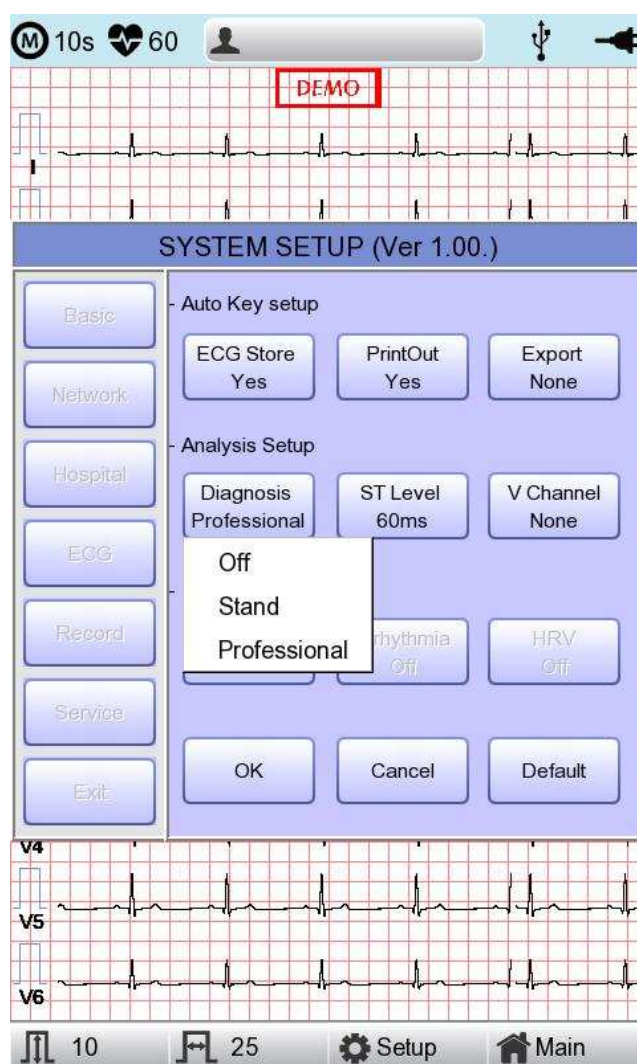 M 10s 60
DEMO
I
SYSTEM SETUP (Ver 1.00.)
Basic
Network
Hospital
ECG
Record
Service
Exit
- Auto Key setup
ECG Store
Yes
PrintOut
Yes
Export
None
- Analysis Setup
Diagnosis
Professional
ST Level
60ms
V Channel
None
Off
Stand
Professional
-
rhythmia
Off
HRV
Off
OK
Cancel
Default
V4
V5
V6
10
25
Setup
Main